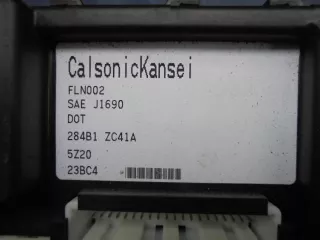 CalsonicKansei
FLN002
SAE J1690
DOT
284B1 ZC41A
5Z20
23BC4